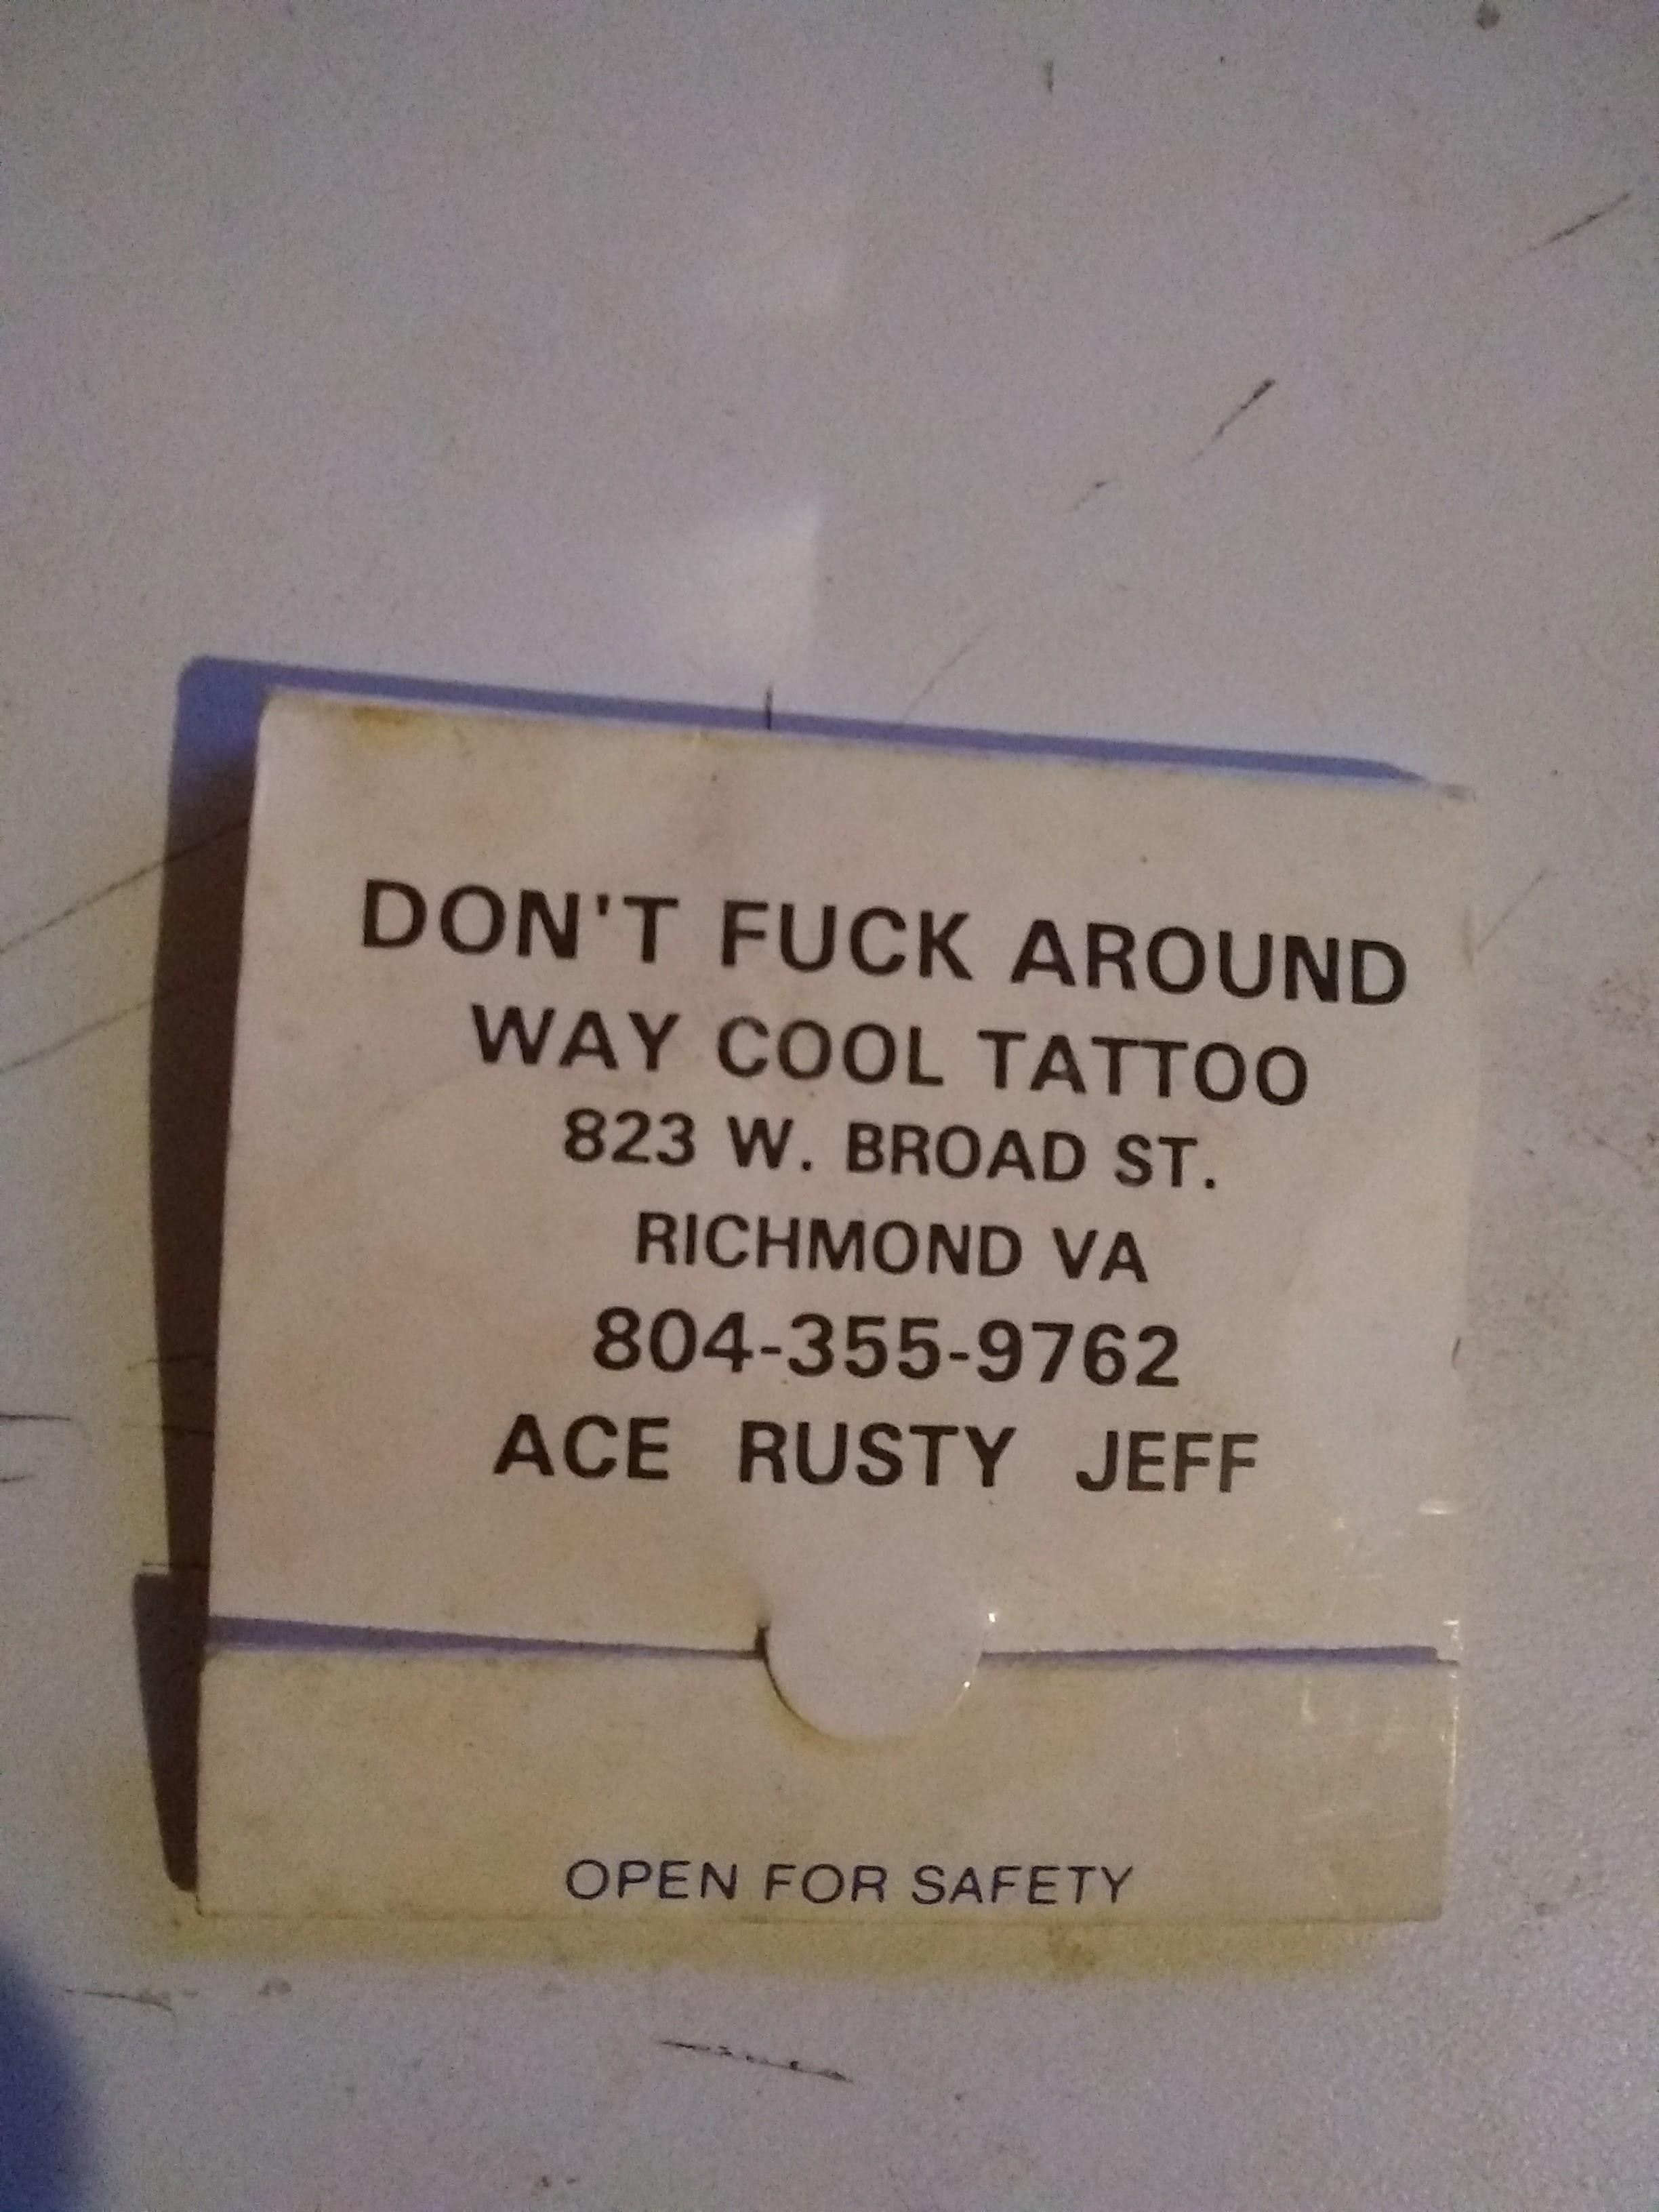 DON'T FUCK AROUND
WAY COOL TATTOO
823 W. BROAD ST.
RICHMOND VA
804-355-9762
ACE RUSTY JEFF
OPEN FOR SAFETY